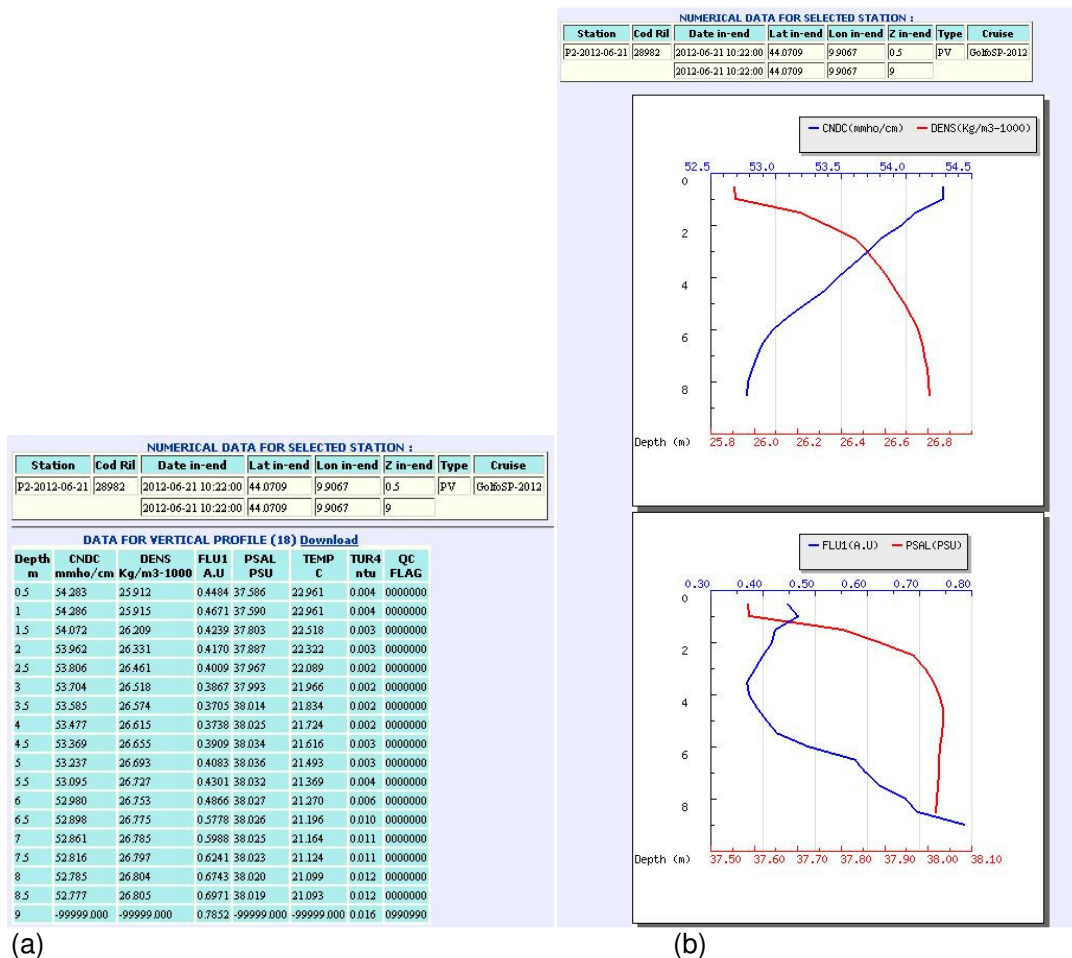 NUMERICAL DATA FOR SELECTED STATION :
Station Cod Ril Date in-end Lat in-end Lon in-end Z in-end Type Cruise
P2-2012-06-21 28982 2012-06-21 10:22:00 44.0709 9.9067 0.5 PV GolfoSP-2012
2012-06-21 10:22:00 44.0709 9.9067 9
DATA FOR VERTICAL PROFILE (18) Download
Depth CNDC DENS FLU1 PSAL TEMP TUR4 QC
m mmho/cm Kg/m3-1000 A.U PSU C ntu FLAG
0.5 54.283 25.912 0.4484 37.586 22.961 0.004 0000000
1 54.286 25.915 0.4671 37.590 22.961 0.004 0000000
1.5 54.072 26.209 0.4239 37.803 22.518 0.003 0000000
2 53.962 26.331 0.4170 37.887 22.322 0.003 0000000
2.5 53.806 26.461 0.4009 37.967 22.089 0.002 0000000
3 53.704 26.518 0.3867 37.993 21.966 0.002 0000000
3.5 53.585 26.574 0.3705 38.014 21.834 0.002 0000000
4 53.477 26.615 0.3738 38.025 21.724 0.002 0000000
4.5 53.369 26.655 0.3909 38.034 21.616 0.003 0000000
5 53.237 26.693 0.4083 38.036 21.493 0.003 0000000
5.5 53.095 26.727 0.4301 38.032 21.369 0.004 0000000
6 52.980 26.753 0.4866 38.027 21.270 0.006 0000000
6.5 52.898 26.775 0.5778 38.026 21.196 0.010 0000000
7 52.861 26.785 0.5988 38.025 21.164 0.011 0000000
7.5 52.816 26.797 0.6241 38.023 21.124 0.011 0000000
8 52.785 26.804 0.6743 38.020 21.099 0.012 0000000
8.5 52.777 26.805 0.6971 38.019 21.093 0.012 0000000
9 -99999.000 -99999.000 0.7852 -99999.000 -99999.000 0.016 0990990
(a)
NUMERICAL DATA FOR SELECTED STATION :
Station Cod Ril Date in-end Lat in-end Lon in-end Z in-end Type Cruise
P2-2012-06-21 28982 2012-06-21 10:22:00 44.0709 9.9067 0.5 PV GolfoSP-2012
2012-06-21 10:22:00 44.0709 9.9067 9
CNDC(mmho/cm) DENS(Kg/m3-1000)
52.5 53.0 53.5 54.0 54.5
0
2
4
6
8
Depth (m) 25.8 26.0 26.2 26.4 26.6 26.8
FLU1(A.U) PSAL(PSU)
0.30 0.40 0.50 0.60 0.70 0.80
0
2
4
6
8
Depth (m) 37.50 37.60 37.70 37.80 37.90 38.00 38.10
(b)